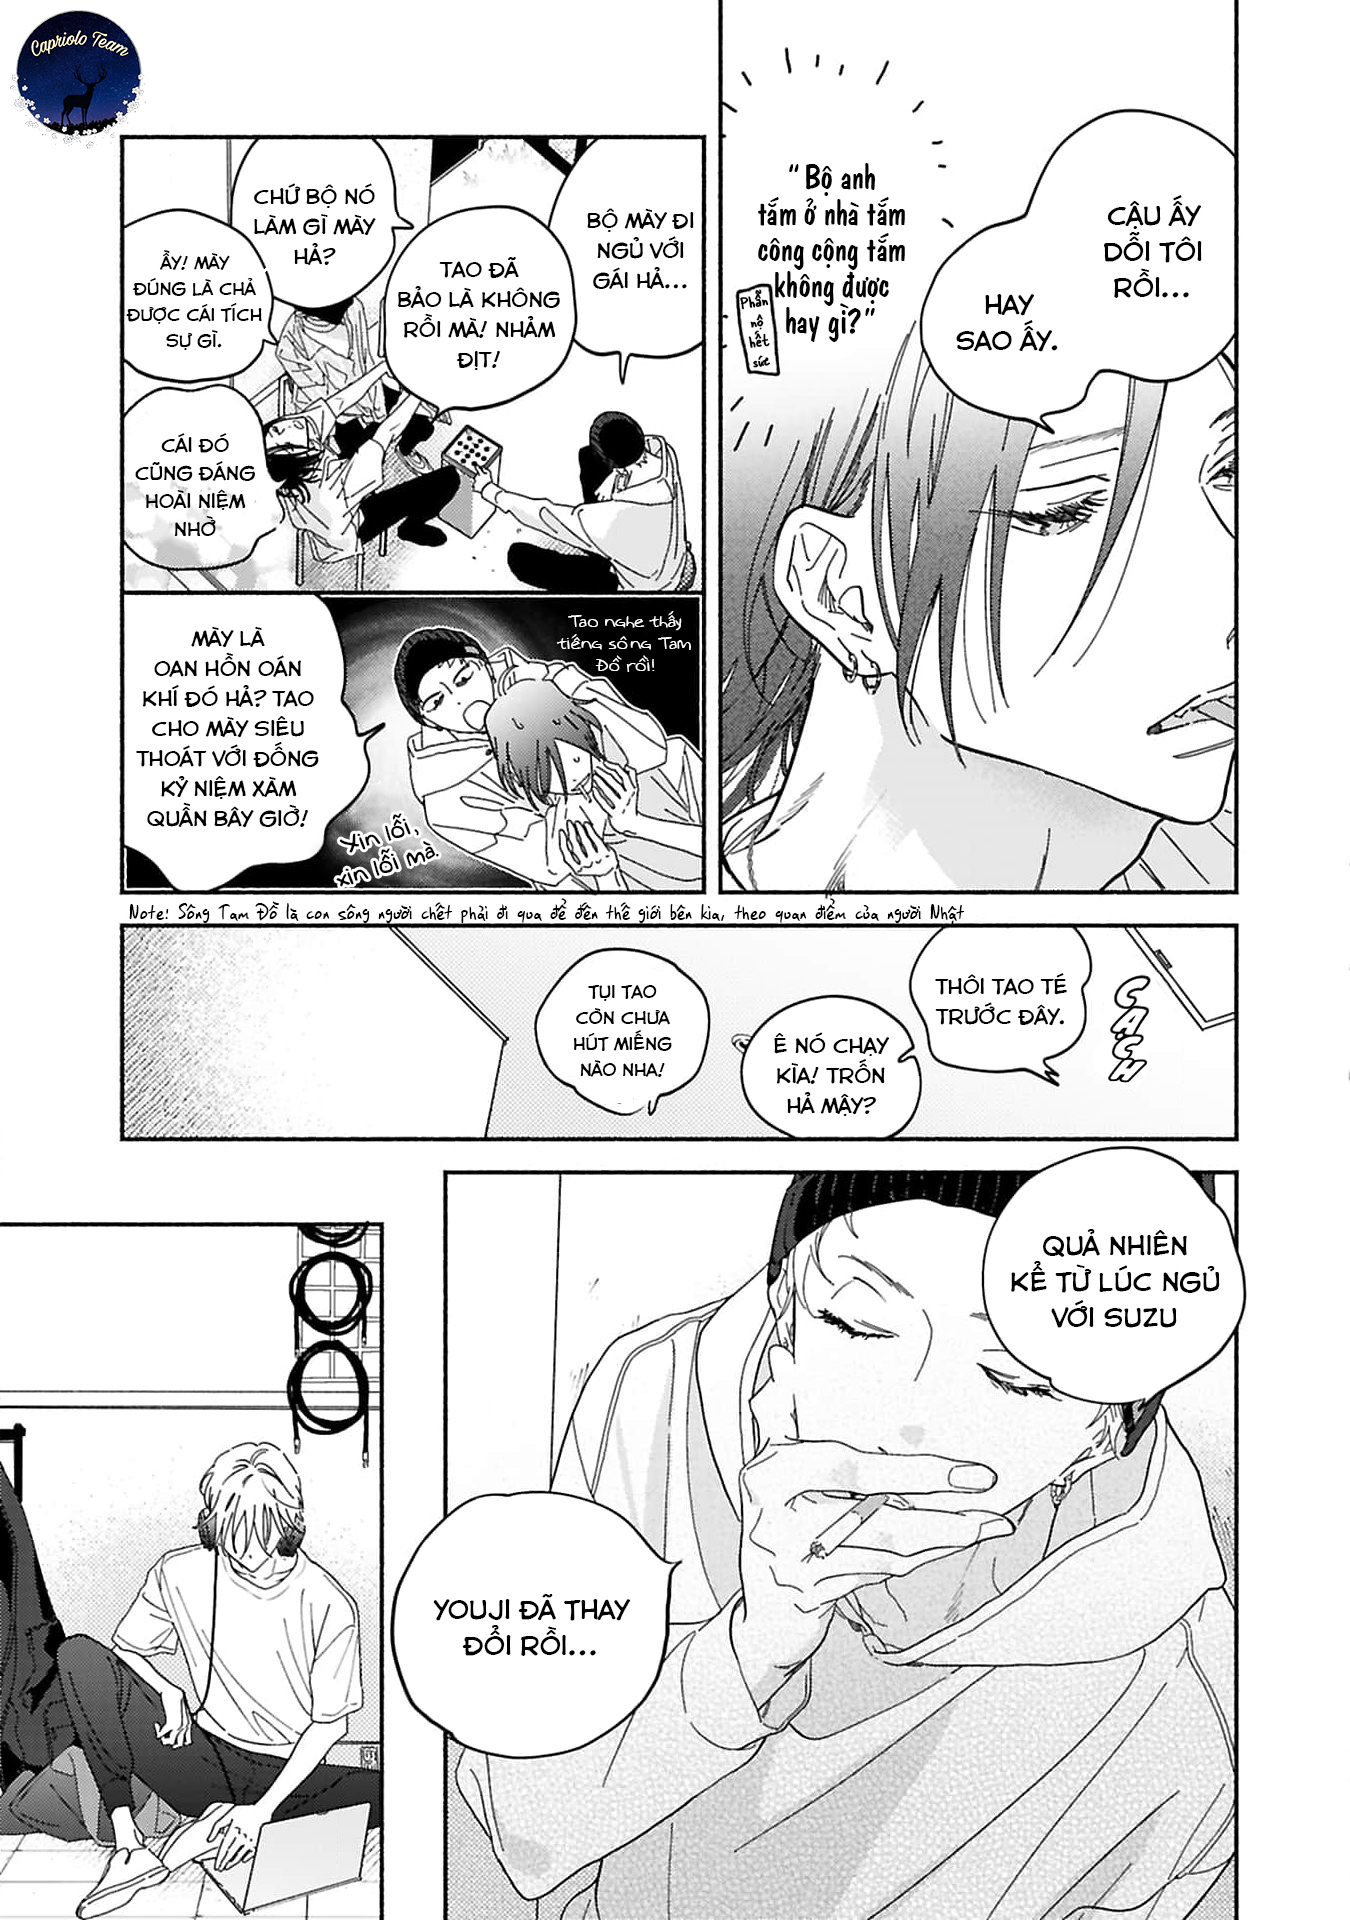 Capriolo Team
CẬU ẤY
DỖI TÔI
RỒI...
HAY
SAO ẤY.
“Bộ anh
tắm ở nhà tắm
công cộng tắm
không được
hay gì?”
Phẫn
nộ
hết
sức
BỘ MÀY ĐI
NGỦ VỚI
GÁI HẢ...
TAO ĐÃ
BẢO LÀ KHÔNG
RỒI MÀ! NHẢM
ĐỊT!
CHỨ BỘ NÓ
LÀM GÌ MÀY
HẢ?
ẦY! MÀY
ĐÚNG LÀ CHẢ
ĐƯỢC CÁI TÍCH
SỰ GÌ.
CÁI ĐÓ
CŨNG ĐÁNG
HOÀI NIỆM
NHỞ
Tao nghe thấy
tiếng sông Tam
Đồ rồi!
MÀY LÀ
OAN HỒN OÁN
KHÍ ĐÓ HẢ? TAO
CHO MÀY SIÊU
THOÁT VỚI ĐỐNG
KỶ NIỆM XÀM
QUẦN BÂY GIỜ!
Xin lỗi,
xin lỗi mà.
Note! Sông Tam Đồ là con sông người chết phải đi qua để đến thế giới bên kia, theo quan điểm của người Nhật
CẠCH
THÔI TAO TÉ
TRƯỚC ĐÂY.
Ê NÓ CHẠY
KÌA! TRỐN
HẢ MẬY?
TỤI TAO
CÒN CHƯA
HÚT MIẾNG
NÀO NHA!
QUẢ NHIÊN
KỂ TỪ LÚC NGỦ
VỚI SUZU
YOUJI ĐÃ THAY
ĐỔI RỒI...